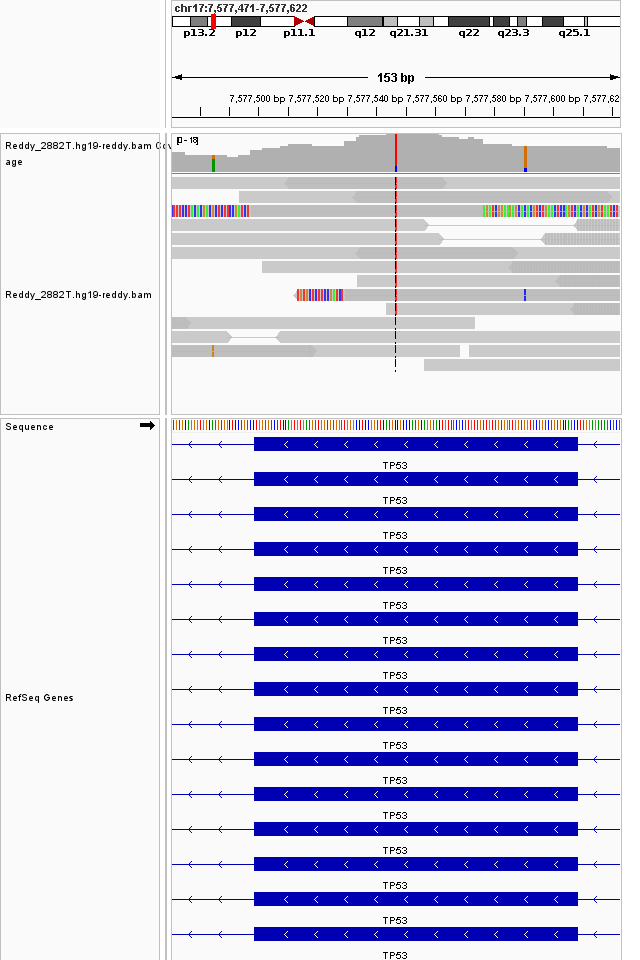 chr17:7,577,471-7,577,622
p13.2 p12 p11.1 q12 q21.31 q22 q23.3 q25.1
153 bp
7,577,500 bp 7,577,520 bp 7,577,540 bp 7,577,560 bp 7,577,580 bp 7,577,600 bp 7,577,62
Reddy_2882T.hg19-reddy.bam Cov
age
[0 - 18]
Reddy_2882T.hg19-reddy.bam
Sequence
TP53
TP53
TP53
TP53
TP53
TP53
TP53
RefSeq Genes
TP53
TP53
TP53
TP53
TP53
TP53
TP53
TP53